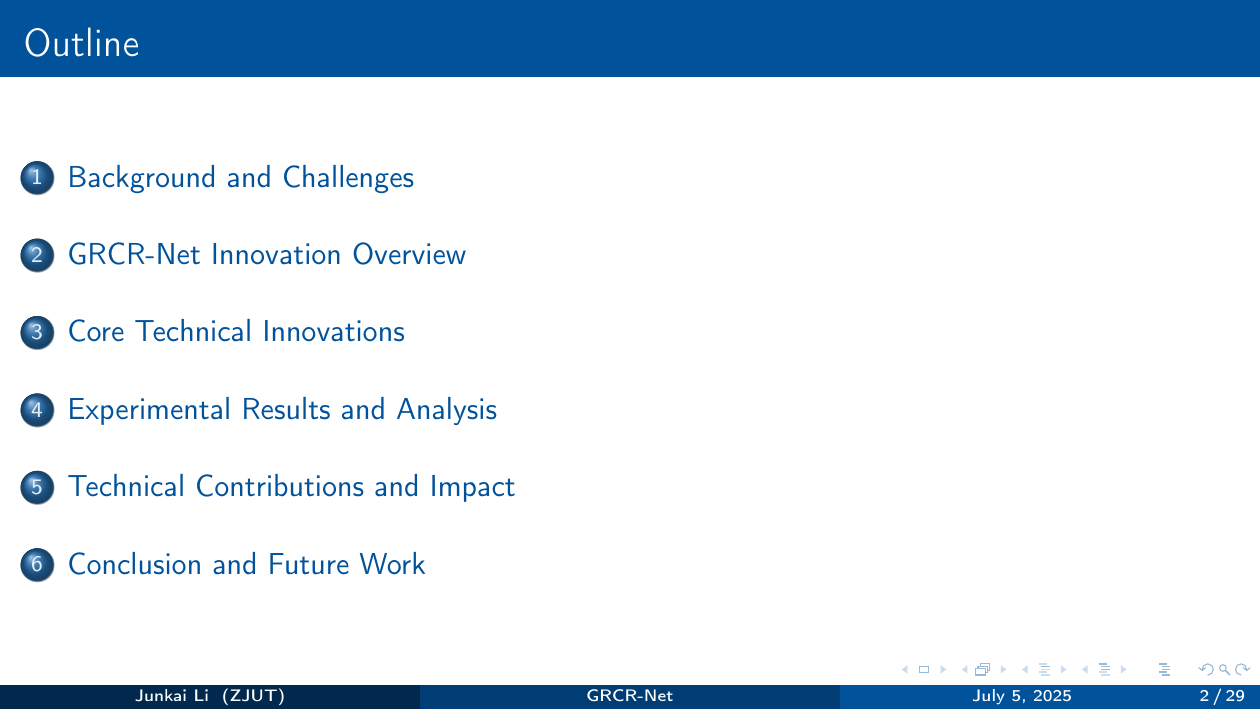 Outline
1 Background and Challenges
2 GRCR-Net Innovation Overview
3 Core Technical Innovations
4 Experimental Results and Analysis
5 Technical Contributions and Impact
6 Conclusion and Future Work
Junkai Li (ZJUT) GRCR-Net July 5, 2025 2 / 29